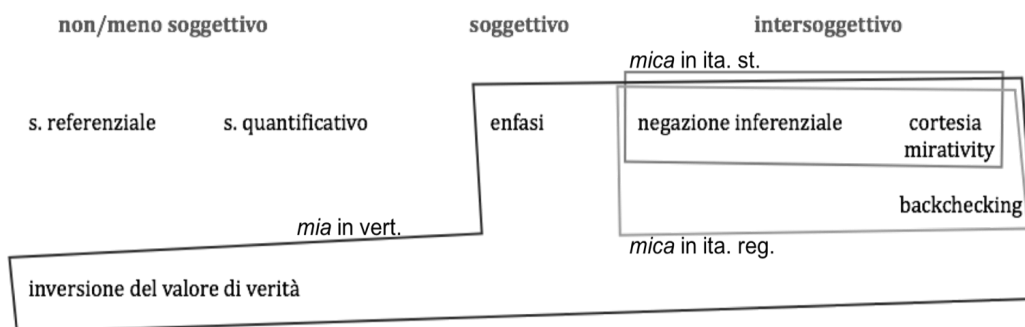 non/meno soggettivo soggettivo intersoggettivo
mica in ita. st.
s. referenziale s. quantificativo enfasi negazione inferenziale cortesia
mirativity
backchecking
mia in vert.
mica in ita. reg.
inversione del valore di verità